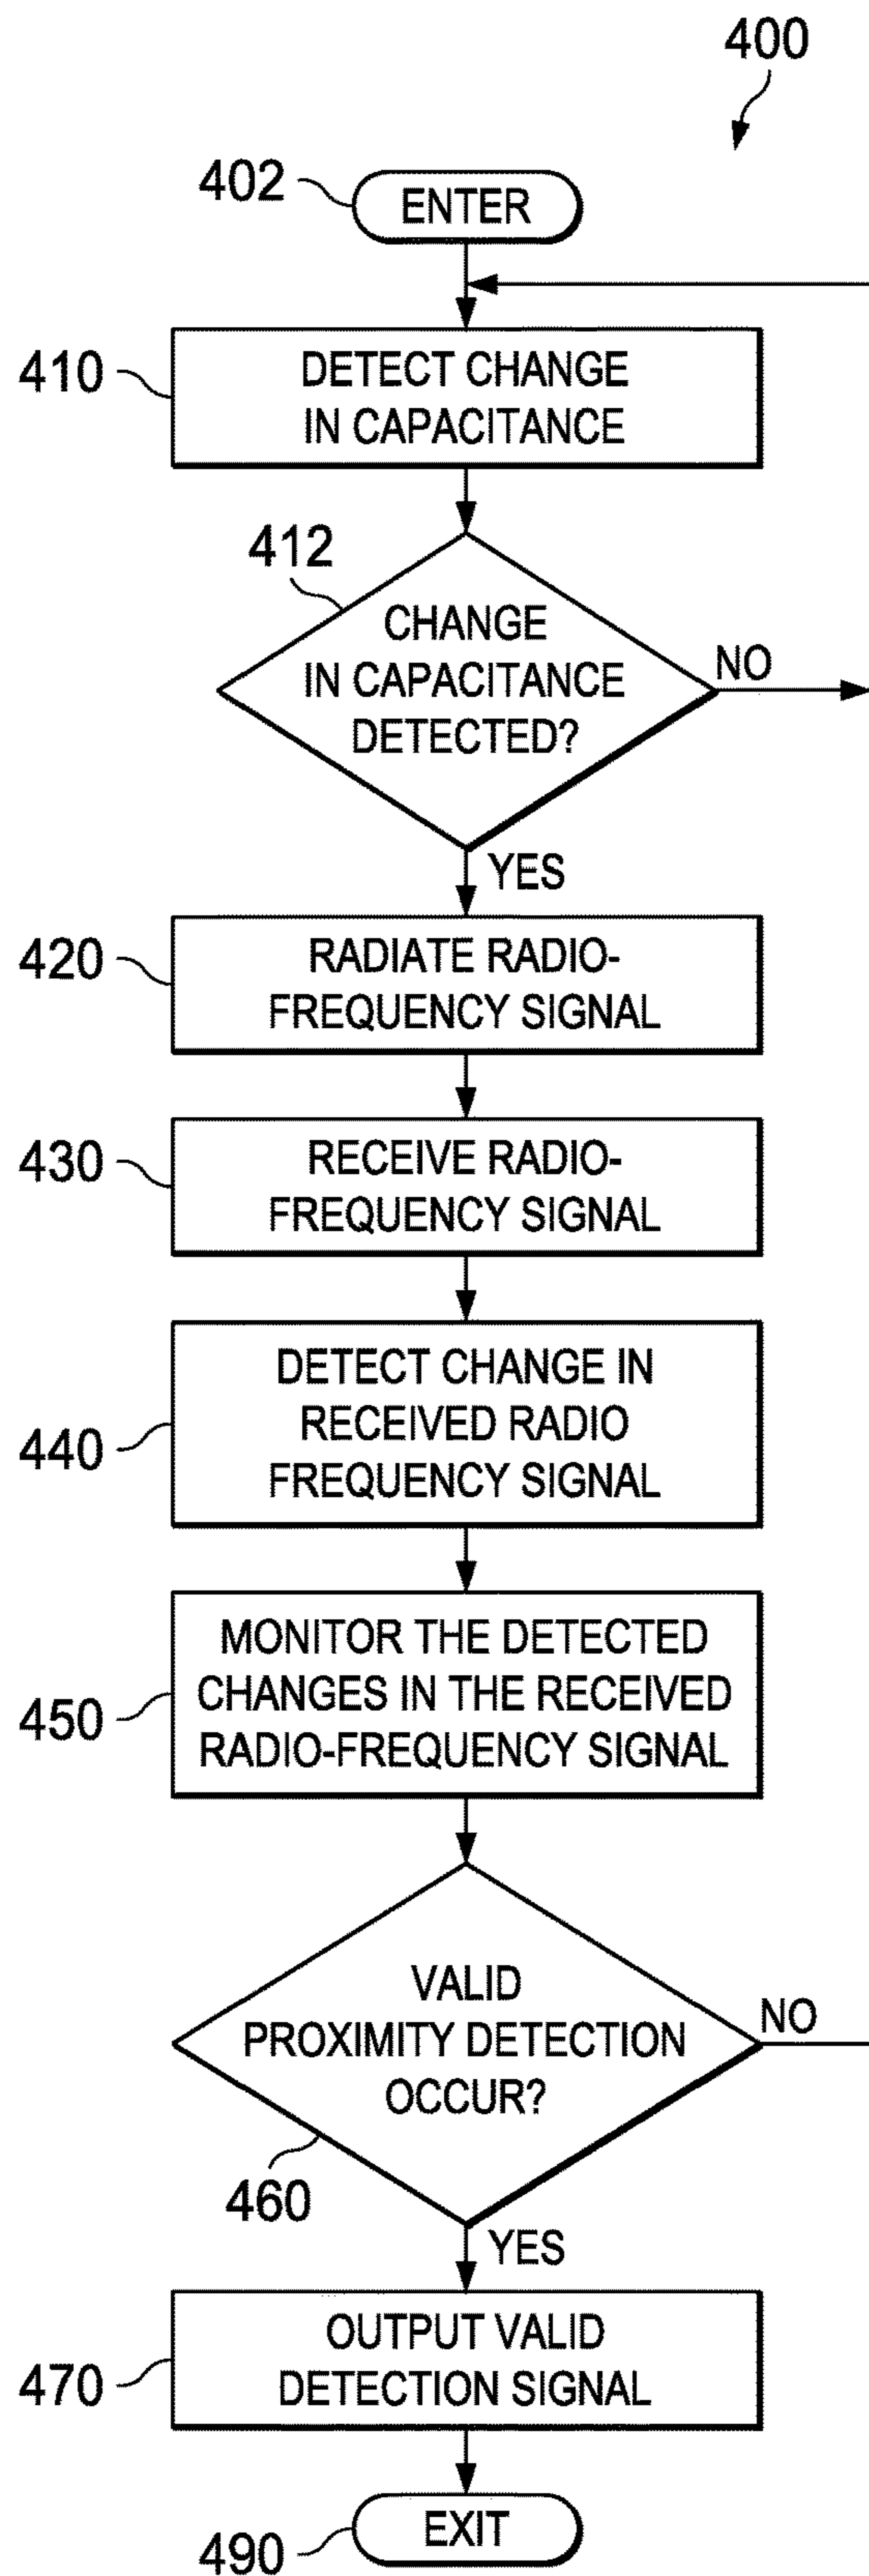 400
402
ENTER
410
DETECT CHANGE
IN CAPACITANCE
412
CHANGE
IN CAPACITANCE
DETECTED?
NO
YES
420
RADIATE RADIO-
FREQUENCY SIGNAL
430
RECEIVE RADIO-
FREQUENCY SIGNAL
440
DETECT CHANGE IN
RECEIVED RADIO
FREQUENCY SIGNAL
450
MONITOR THE DETECTED
CHANGES IN THE RECEIVED
RADIO-FREQUENCY SIGNAL
VALID
PROXIMITY DETECTION
OCCUR?
NO
460
YES
470
OUTPUT VALID
DETECTION SIGNAL
490
EXIT